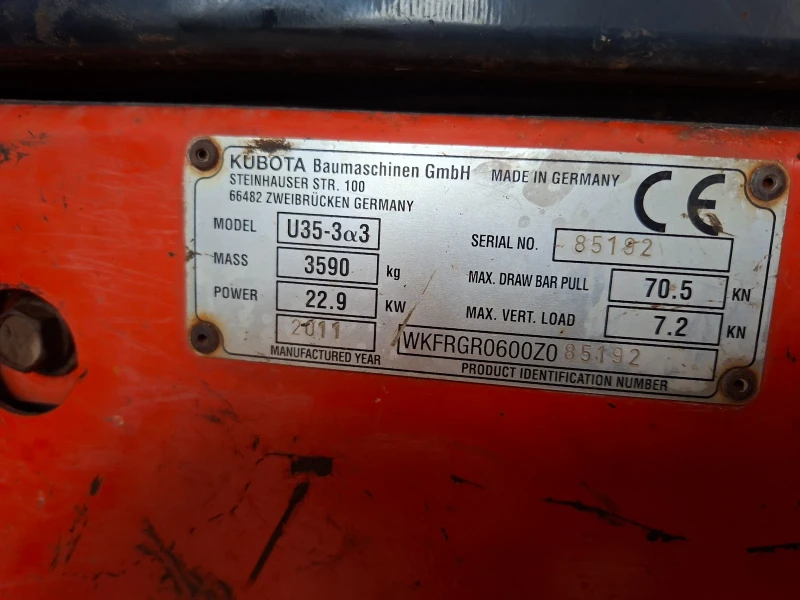 KUBOTA Baumaschinen GmbH MADE IN GERMANY
STEINHAUSER STR. 100
66482 ZWEIBRÜCKEN GERMANY
CE
MODEL U35-3α3
SERIAL NO. 85192
MASS 3590 kg
MAX. DRAW BAR PULL 70.5 KN
POWER 22.9 KW
MAX. VERT. LOAD 7.2 KN
2011
MANUFACTURED YEAR
WKFRGR0600Z085192
PRODUCT IDENTIFICATION NUMBER